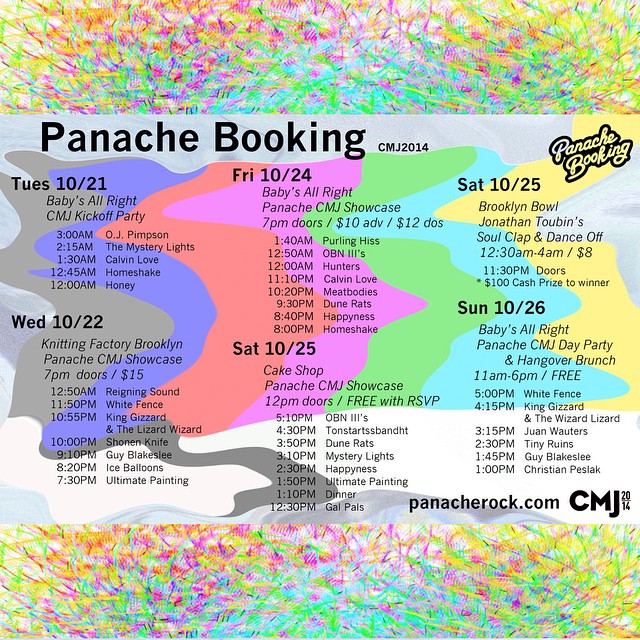 Panache Booking CMJ2014
Panache
Booking
Tues 10/21
Baby's All Right
CMJ Kickoff Party
3:00AM O.J. Pimpson
2:15AM The Mystery Lights
1:30AM Calvin Love
12:45AM Homeshake
12:00AM Honey
Wed 10/22
Knitting Factory Brooklyn
Panache CMJ Showcase
7pm doors / $15
12:50AM Reigning Sound
11:50PM White Fence
10:55PM King Gizzard
& The Lizard Wizard
10:00PM Shonen Knife
9:10PM Guy Blakeslee
8:20PM Ice Balloons
7:30PM Ultimate Painting
Fri 10/24
Baby's All Right
Panache CMJ Showcase
7pm doors / $10 adv / $12 dos
1:40AM Purling Hiss
12:50AM OBN III's
12:00AM Hunters
11:10PM Calvin Love
10:20PM Meatbodies
9:30PM Dune Rats
8:40PM Happyness
8:00PM Homeshake
Sat 10/25
Cake Shop
Panache CMJ Showcase
12pm doors / FREE with RSVP
5:10PM OBN III's
4:30PM Tonstartssbandht
3:50PM Dune Rats
3:10PM Mystery Lights
2:30PM Happyness
1:50PM Ultimate Painting
1:10PM Dinner
12:30PM Gal Pals
Sat 10/25
Brooklyn Bowl
Jonathan Toubin's
Soul Clap & Dance Off
12:30am-4am / $8
11:30PM Doors
* $100 Cash Prize to winner
Sun 10/26
Baby's All Right
Panache CMJ Day Party
& Hangover Brunch
11am-6pm / FREE
5:00PM White Fence
4:15PM King Gizzard
& The Wizard Lizard
3:15PM Juan Wauters
2:30PM Tiny Ruins
1:45PM Guy Blakeslee
1:00PM Christian Peslak
panacherock.com CMJ 2014